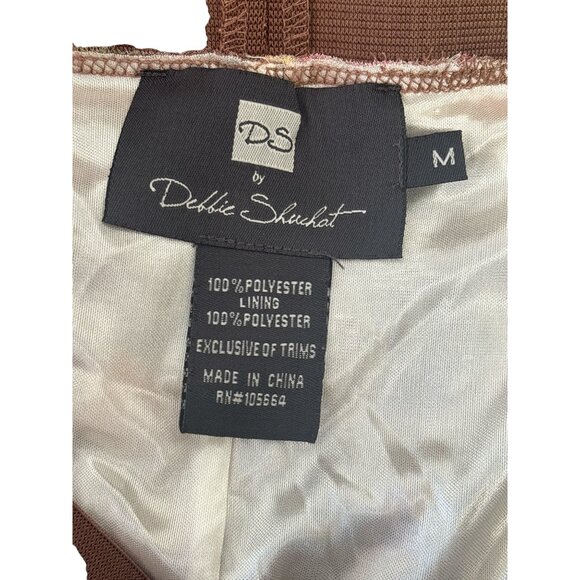 DS
by
Debbie Shuchat
M
100%POLYESTER
LINING
100%POLYESTER
EXCLUSIVE OF TRIMS
MADE IN CHINA
RN#105664